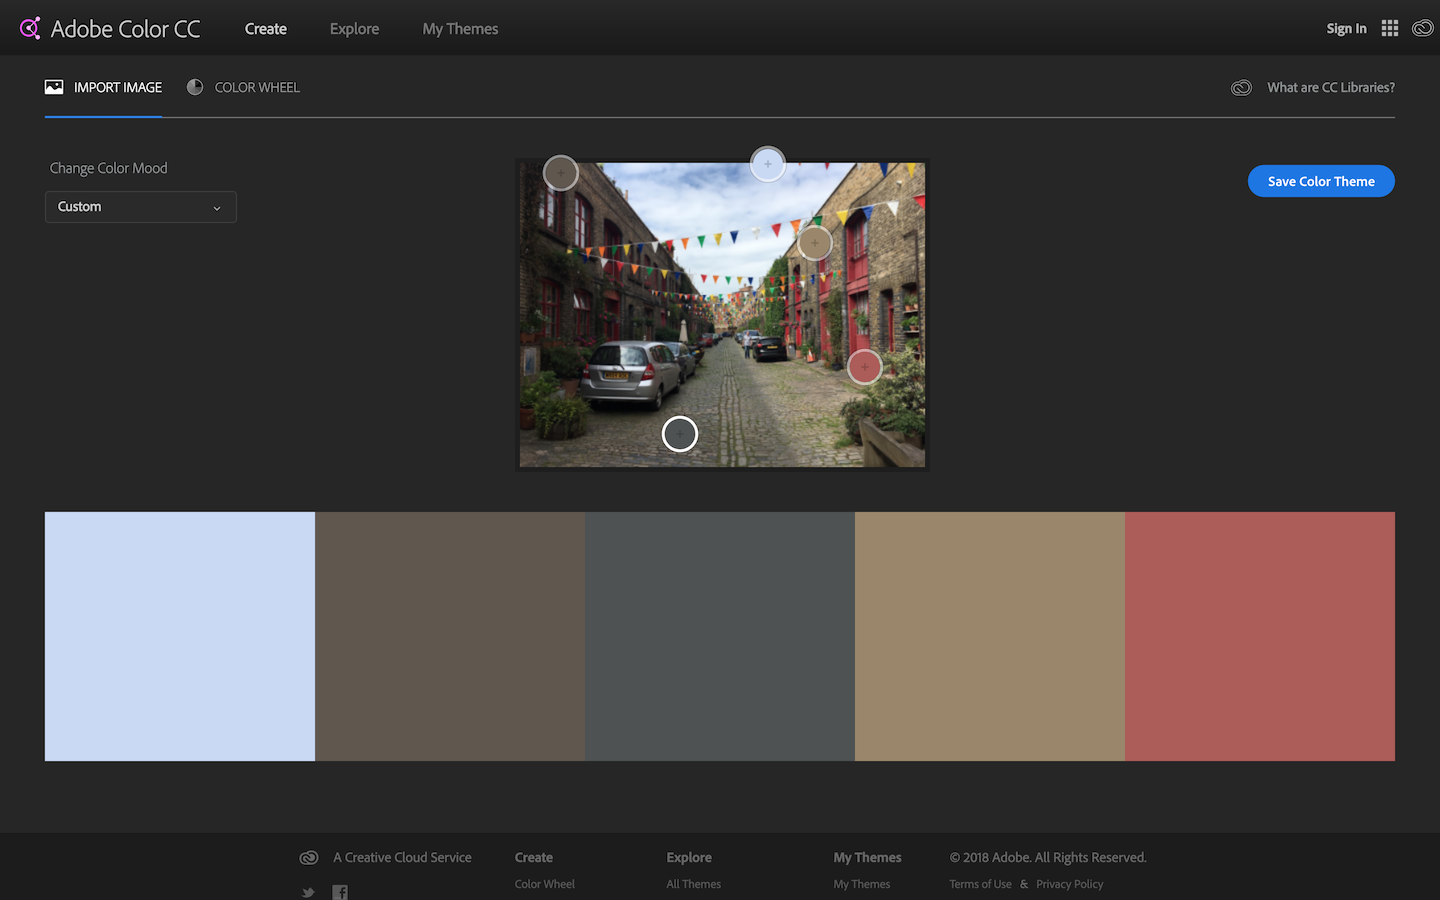 Adobe Color CC
Create
Explore
My Themes
Sign In
IMPORT IMAGE
COLOR WHEEL
What are CC Libraries?
Change Color Mood
Custom
Save Color Theme
A Creative Cloud Service
Create
Explore
My Themes
© 2018 Adobe. All Rights Reserved.
Color Wheel
All Themes
My Themes
Terms of Use & Privacy Policy